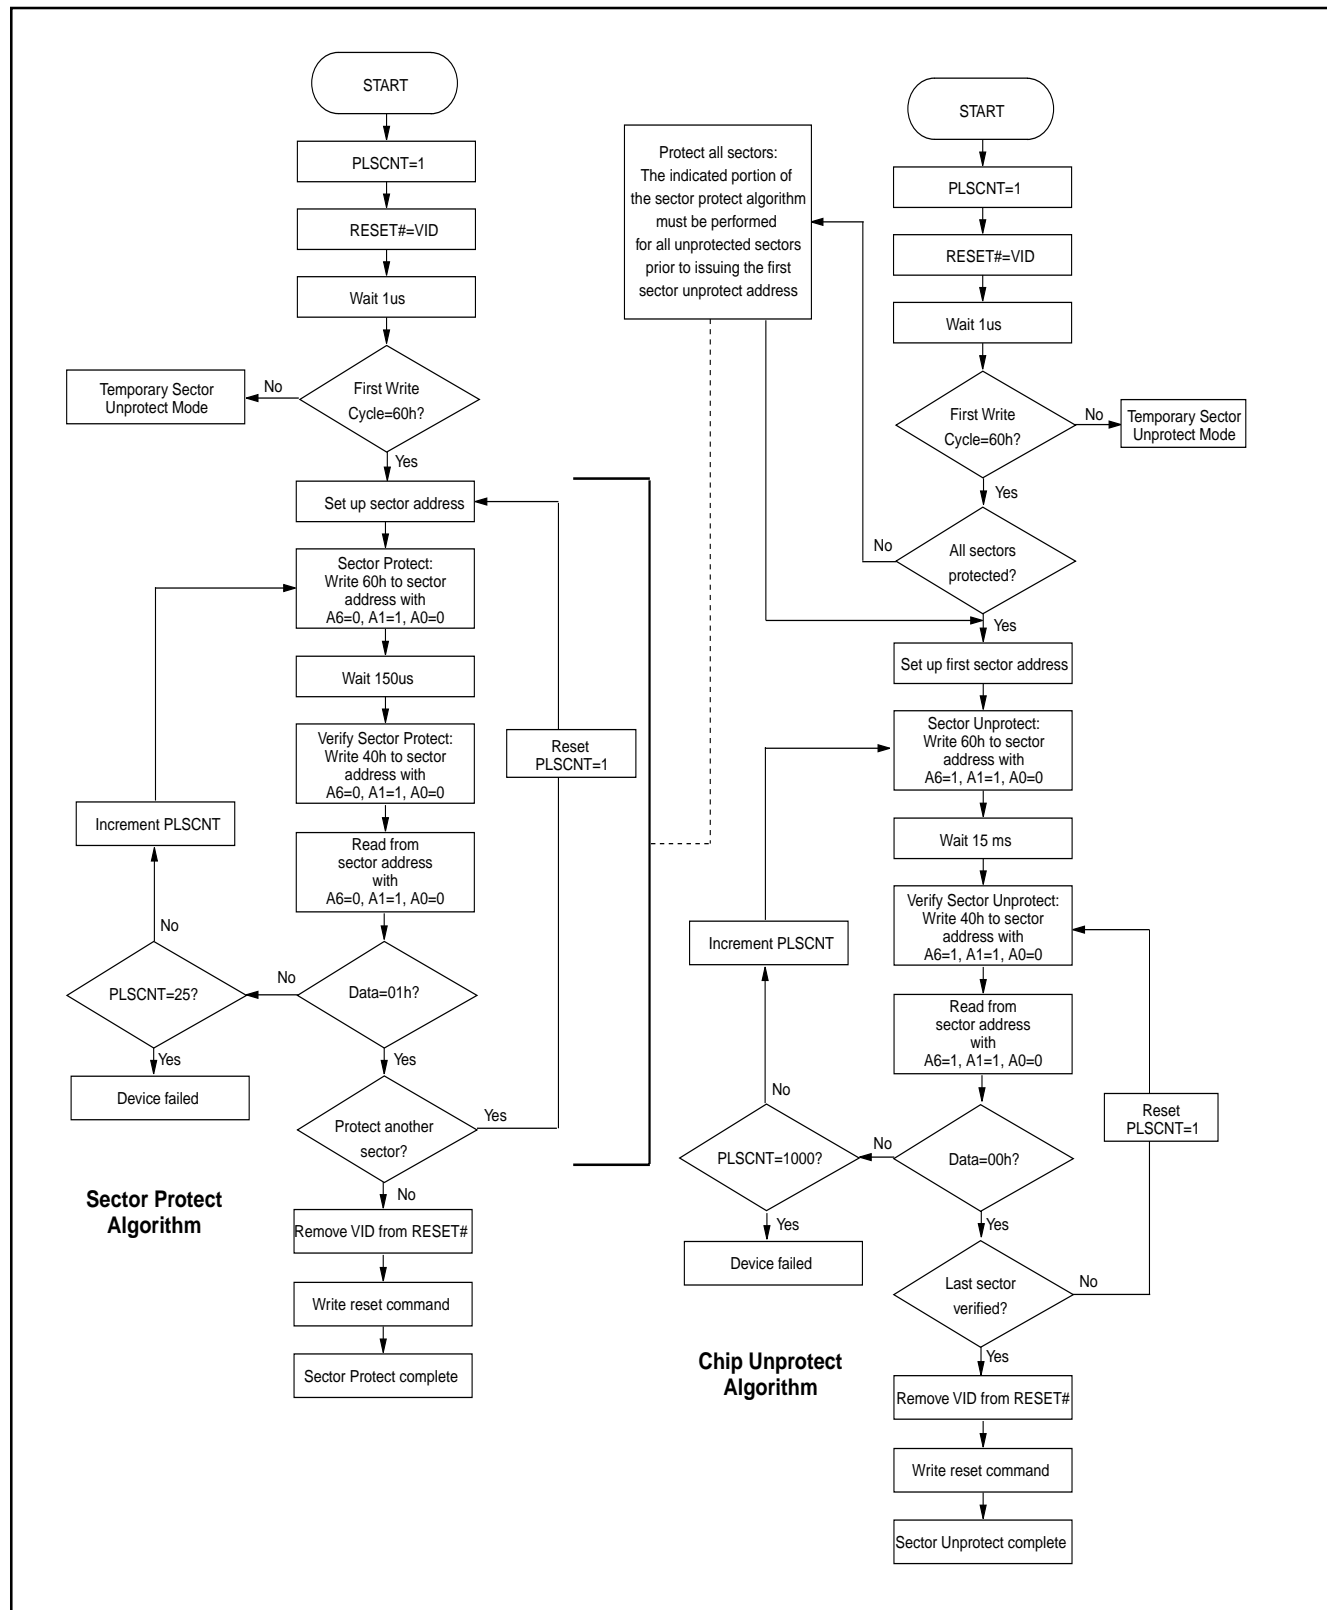 START
PLSCNT=1
RESET#=VID
Wait 1us
First Write
Cycle=60h?
No
Temporary Sector
Unprotect Mode
Yes
Set up sector address
Sector Protect:
Write 60h to sector
address with
A6=0, A1=1, A0=0
Wait 150us
Verify Sector Protect:
Write 40h to sector
address with
A6=0, A1=1, A0=0
Reset
PLSCNT=1
Increment PLSCNT
Read from
sector address
with
A6=0, A1=1, A0=0
No
No
PLSCNT=25?
Data=01h?
Yes
Yes
Device failed
Protect another
sector?
Yes
No
Sector Protect
Algorithm
Remove VID from RESET#
Write reset command
Sector Protect complete
Protect all sectors:
The indicated portion of
the sector protect algorithm
must be performed
for all unprotected sectors
prior to issuing the first
sector unprotect address
START
PLSCNT=1
RESET#=VID
Wait 1us
First Write
Cycle=60h?
No
Temporary Sector
Unprotect Mode
Yes
No
All sectors
protected?
Yes
Set up first sector address
Sector Unprotect:
Write 60h to sector
address with
A6=1, A1=1, A0=0
Wait 15 ms
Verify Sector Unprotect:
Write 40h to sector
address with
A6=1, A1=1, A0=0
Increment PLSCNT
Read from
sector address
with
A6=1, A1=1, A0=0
No
Reset
PLSCNT=1
No
PLSCNT=1000?
Data=00h?
Yes
Yes
Device failed
Last sector
verified?
No
Yes
Chip Unprotect
Algorithm
Remove VID from RESET#
Write reset command
Sector Unprotect complete